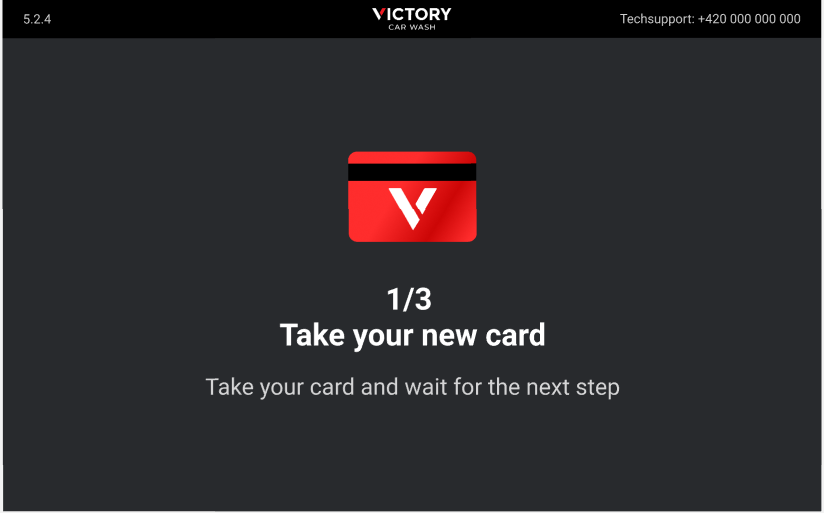 5.2.4
VICTORY
CAR WASH
Techsupport: +420 000 000 000
1/3
Take your new card
Take your card and wait for the next step